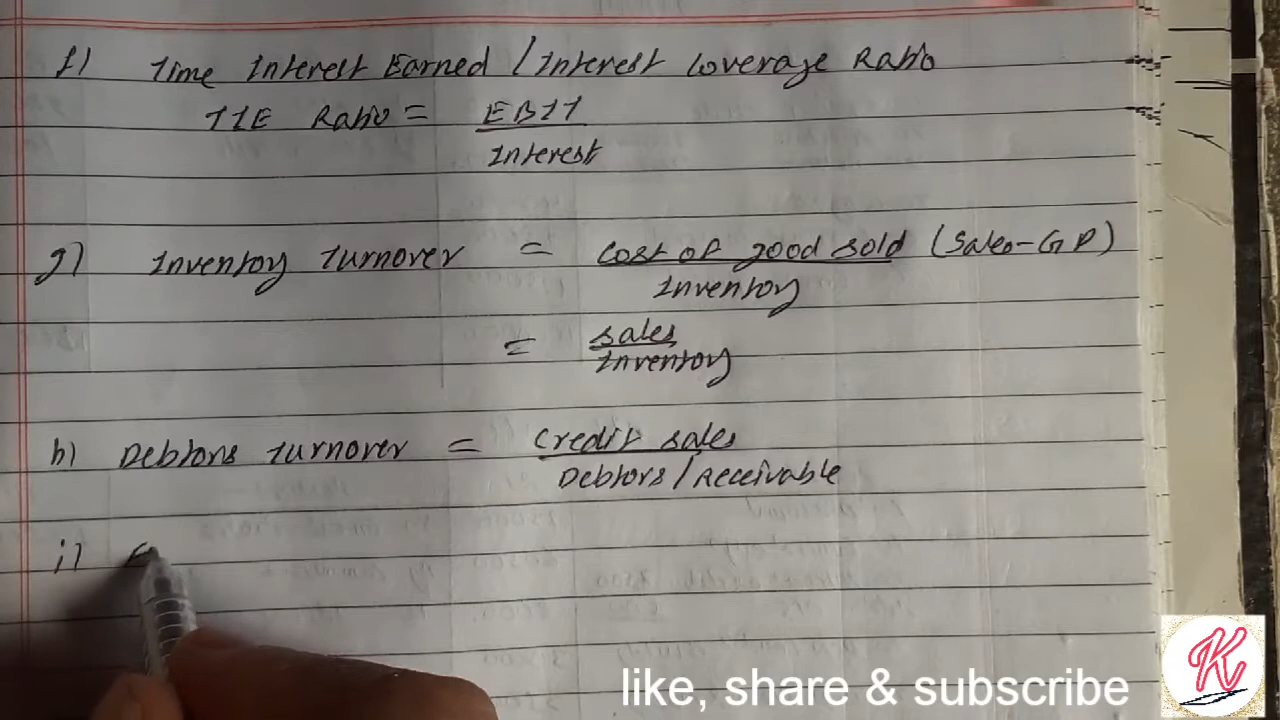 f) Time Interest Earned / Interest Coverage Ratio
TIE Ratio = EBIT
Interest
g) Inventory Turnover = Cost of good sold (Sales-GP)
Inventory
= Sales
Inventory
h) Debtors Turnover = Credit sales
Debtors / Receivable
i)
like, share & subscribe
K